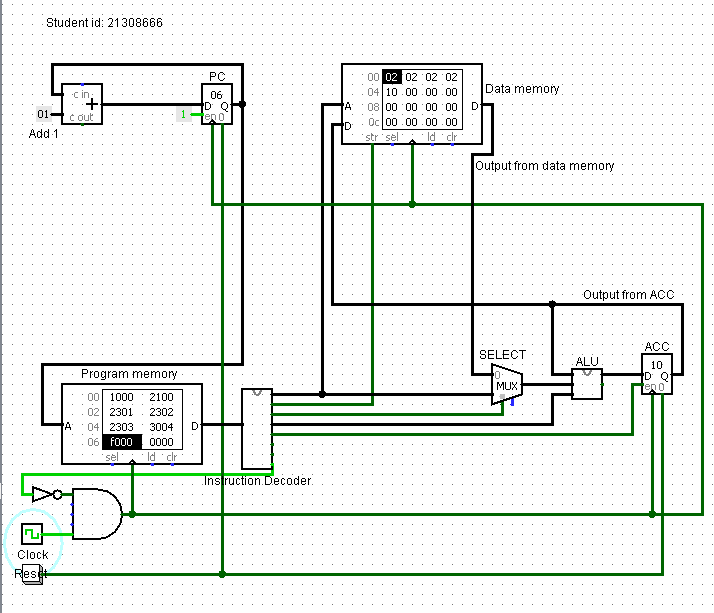 Student id: 21308666
PC
c in
+
c out
01
Add 1
06
D Q
en 0
1
00 02 02 02 02
04 10 00 00 00
08 00 00 00 00
0c 00 00 00 00
A
D
D
str sel ld clr
Data memory
Output from data memory
Output from ACC
SELECT
0
MUX
ALU
ACC
10
D Q
en 0
Program memory
00 1000 2100
02 2301 2302
04 2303 3004
06 f000 0000
A
D
sel ld clr
Instruction Decoder
Clock
Reset